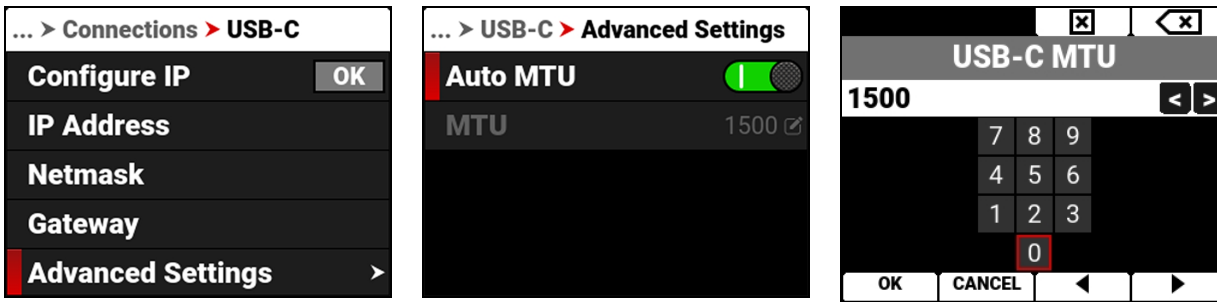 ... > Connections > USB-C
Configure IP OK
IP Address
Netmask
Gateway
Advanced Settings >
... > USB-C > Advanced Settings
Auto MTU
MTU 1500
USB-C MTU
1500 < >
7 8 9
4 5 6
1 2 3
0
OK CANCEL